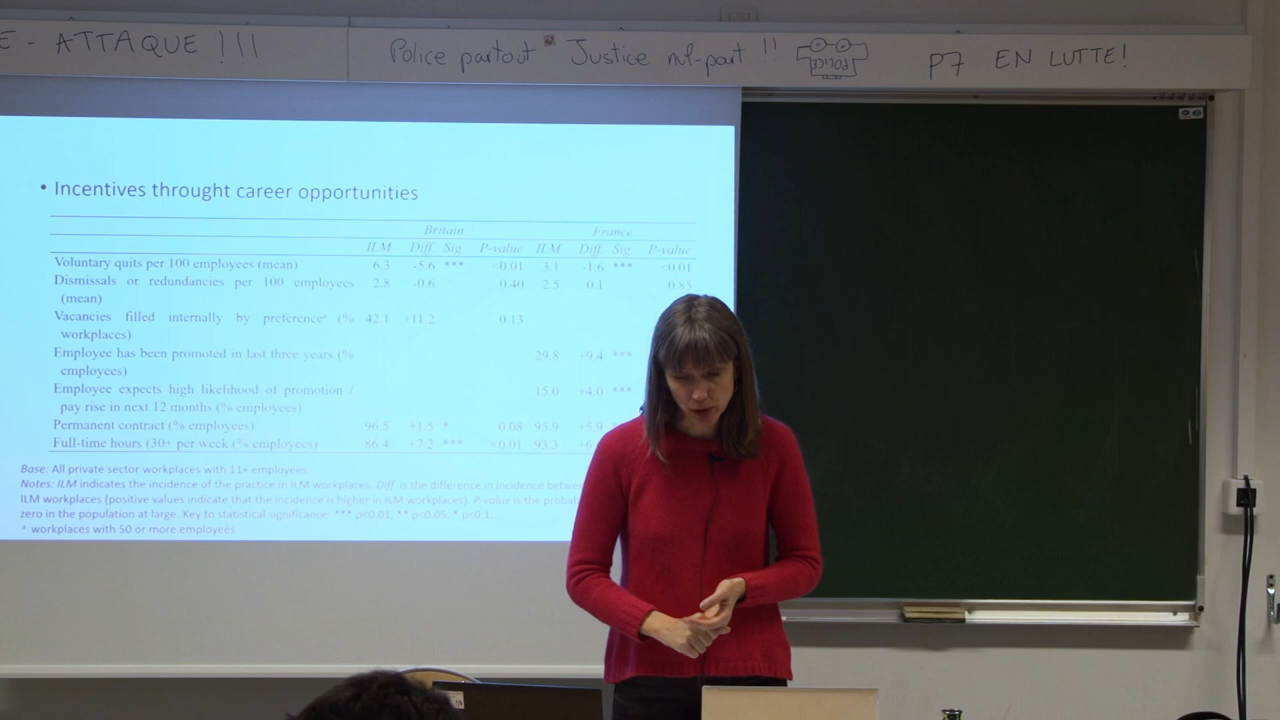 E - ATTAQUE !!! Police partout Justice nul-part !! POLICE P7 EN LUTTE!
• Incentives throught career opportunities
Britain France
ILM Diff. Sig. P-value ILM Diff. Sig. P-value
Voluntary quits per 100 employees (mean) 6.3 -5.6 *** <0.01 3.1 -1.6 *** <0.01
Dismissals or redundancies per 100 employees 2.8 -0.6 0.40 2.5 0.1 0.85
(mean)
Vacancies filled internally by preferenceᵃ (% 42.1 +11.2 0.13
workplaces)
Employee has been promoted in last three years (% 29.8 +9.4 ***
employees)
Employee expects high likelihood of promotion / 15.0 +4.0 ***
pay rise in next 12 months (% employees)
Permanent contract (% employees) 96.5 +1.5 * 0.08 95.9 +5.9
Full-time hours (30+ per week (% employees) 86.4 +7.2 *** <0.01 93.3 +6
Base: All private sector workplaces with 11+ employees.
Notes: ILM indicates the incidence of the practice in ILM workplaces. Diff. is the difference in incidence betwe
ILM workplaces (positive values indicate that the incidence is higher in ILM workplaces). P-value is the probab
zero in the population at large. Key to statistical significance: *** p<0.01, ** p<0.05, * p<0.1.
ᵃ workplaces with 50 or more employees